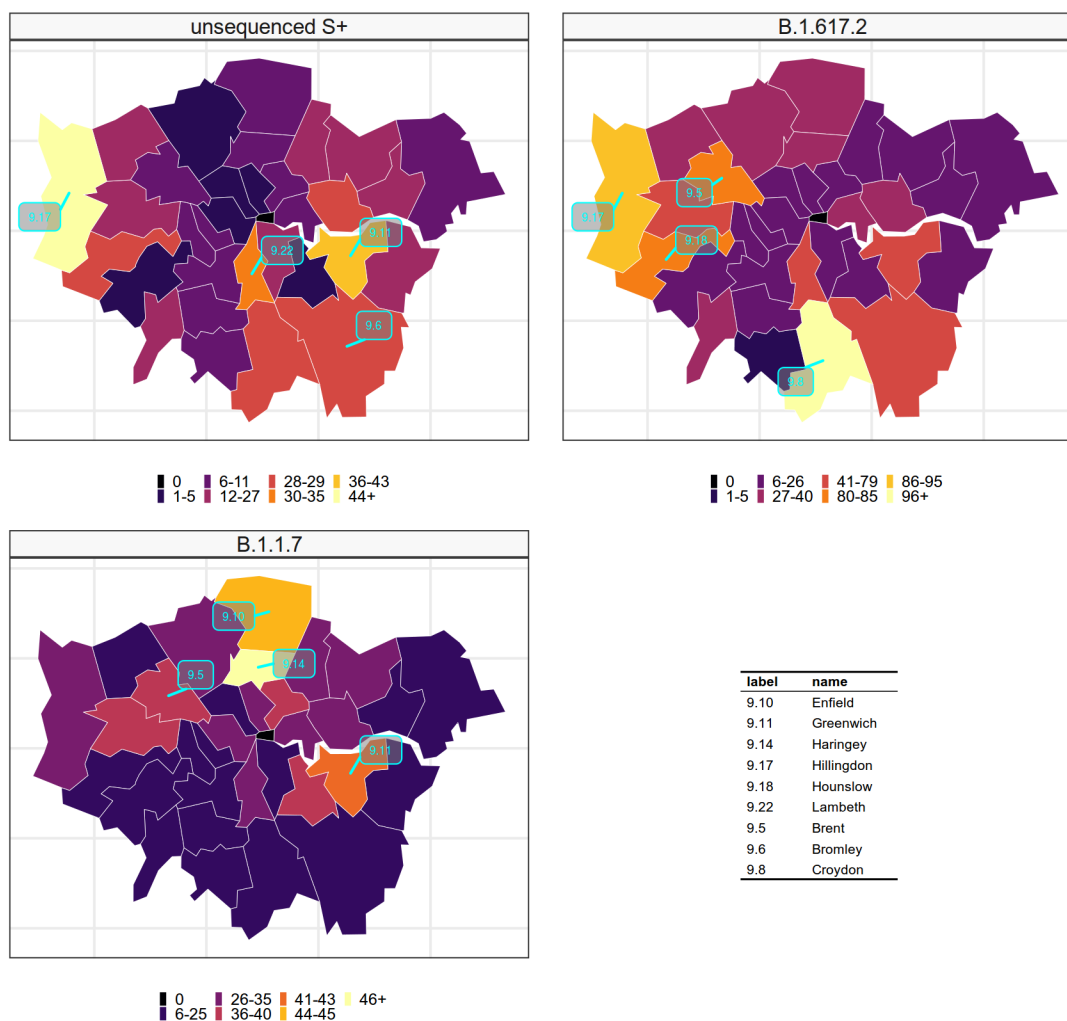 unsequenced S+
9.17
9.11
9.22
9.6
0 6-11 28-29 36-43
1-5 12-27 30-35 44+
B.1.617.2
9.5
9.17
9.18
9.8
0 6-26 41-79 86-95
1-5 27-40 80-85 96+
B.1.1.7
9.10
9.14
9.5
9.11
0 26-35 41-43 46+
6-25 36-40 44-45
label name
9.10 Enfield
9.11 Greenwich
9.14 Haringey
9.17 Hillingdon
9.18 Hounslow
9.22 Lambeth
9.5 Brent
9.6 Bromley
9.8 Croydon